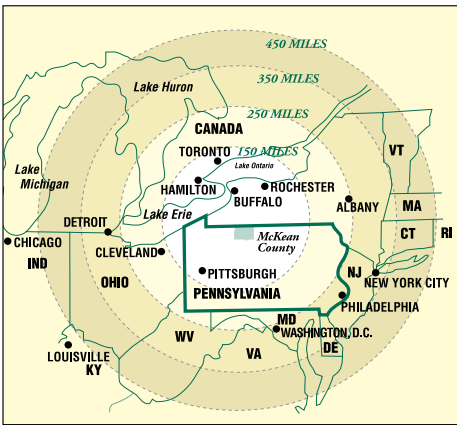 450 MILES
350 MILES
Lake Huron
250 MILES
CANADA
150 MILES
TORONTO
VT
Lake Ontario
Lake
Michigan
HAMILTON
ROCHESTER
BUFFALO
ALBANY
MA
Lake Erie
DETROIT
CT
RI
CHICAGO
McKean
County
CLEVELAND
IND
PITTSBURGH
NJ
OHIO
NEW YORK CITY
PENNSYLVANIA
PHILADELPHIA
MD
WV
WASHINGTON, D.C.
DE
VA
LOUISVILLE
KY